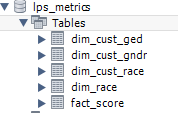 lps_metrics
Tables
dim_cust_ged
dim_cust_gndr
dim_cust_race
dim_race
fact_score